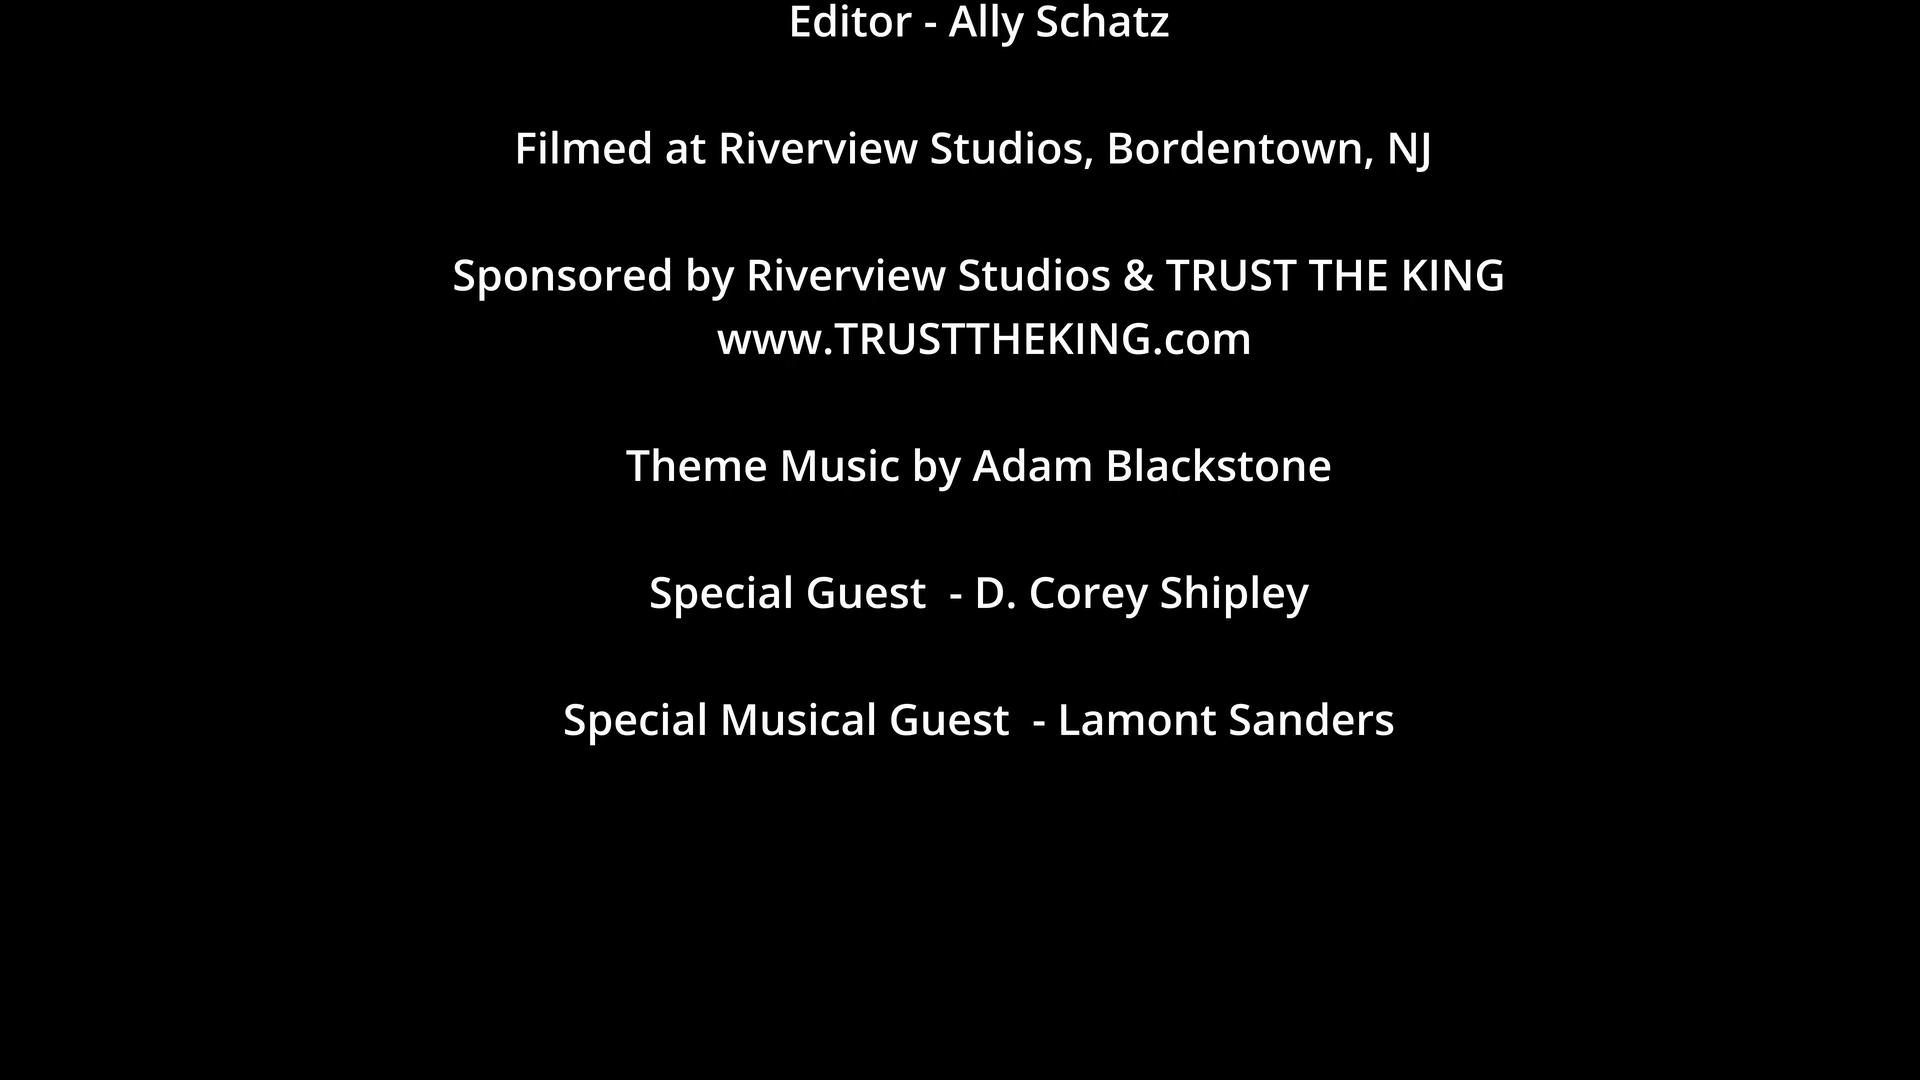 Editor - Ally Schatz
Filmed at Riverview Studios, Bordentown, NJ
Sponsored by Riverview Studios & TRUST THE KING
www.TRUSTTHEKING.com
Theme Music by Adam Blackstone
Special Guest  - D. Corey Shipley
Special Musical Guest  - Lamont Sanders